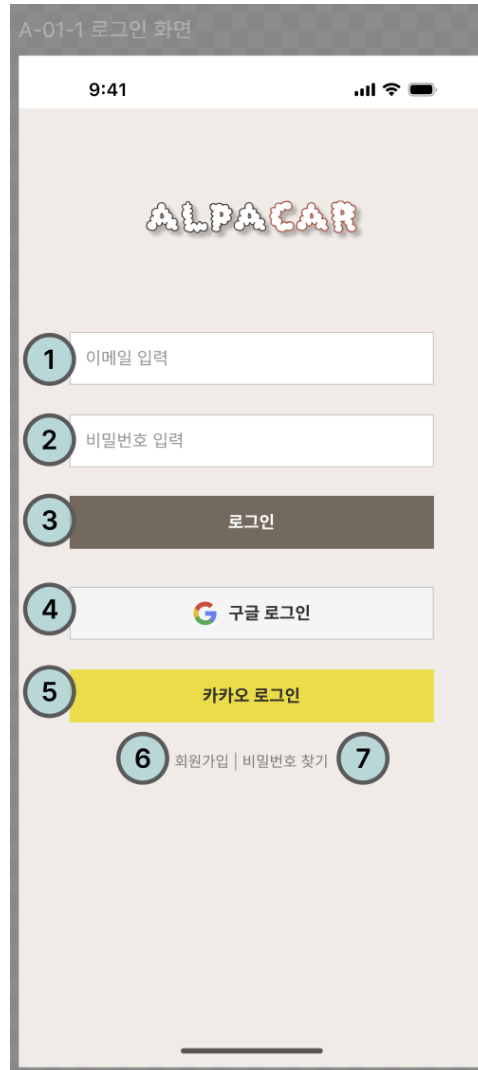 A-01-1 로그인 화면
9:41
ALPACAR
1 이메일 입력
2 비밀번호 입력
3 로그인
4 구글 로그인
5 카카오 로그인
6 회원가입 | 비밀번호 찾기 7